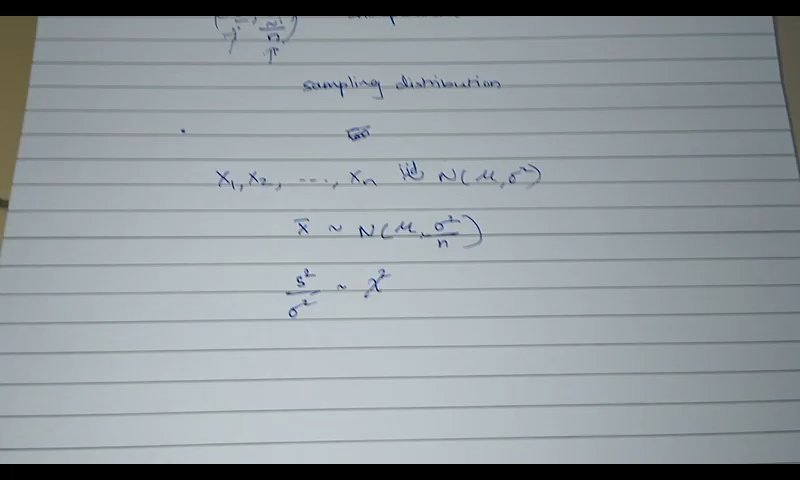 sampling distribution
X₁, X₂, ...., Xn iid N(μ, σ²)
X̄ ~ N(μ, σ²/n)
s²/σ² ~ χ²